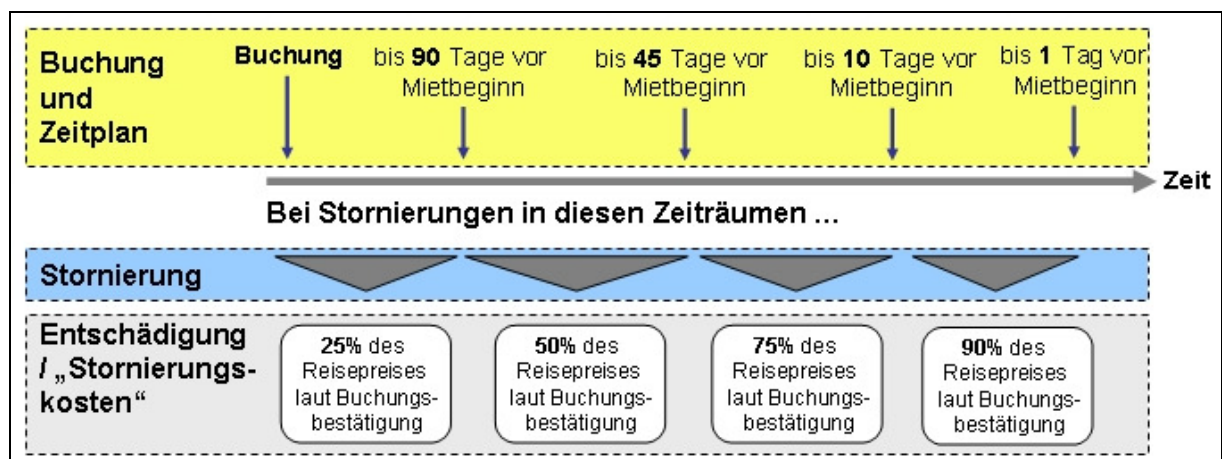 Buchung
und
Zeitplan
Buchung
bis 90 Tage vor
Mietbeginn
bis 45 Tage vor
Mietbeginn
bis 10 Tage vor
Mietbeginn
bis 1 Tag vor
Mietbeginn
Zeit
Bei Stornierungen in diesen Zeiträumen ...
Stornierung
Entschädigung
/ „Stornierungs-
kosten“
25% des
Reisepreises
laut Buchungs-
bestätigung
50% des
Reisepreises
laut Buchungs-
bestätigung
75% des
Reisepreises
laut Buchungs-
bestätigung
90% des
Reisepreises
laut Buchungs-
bestätigung